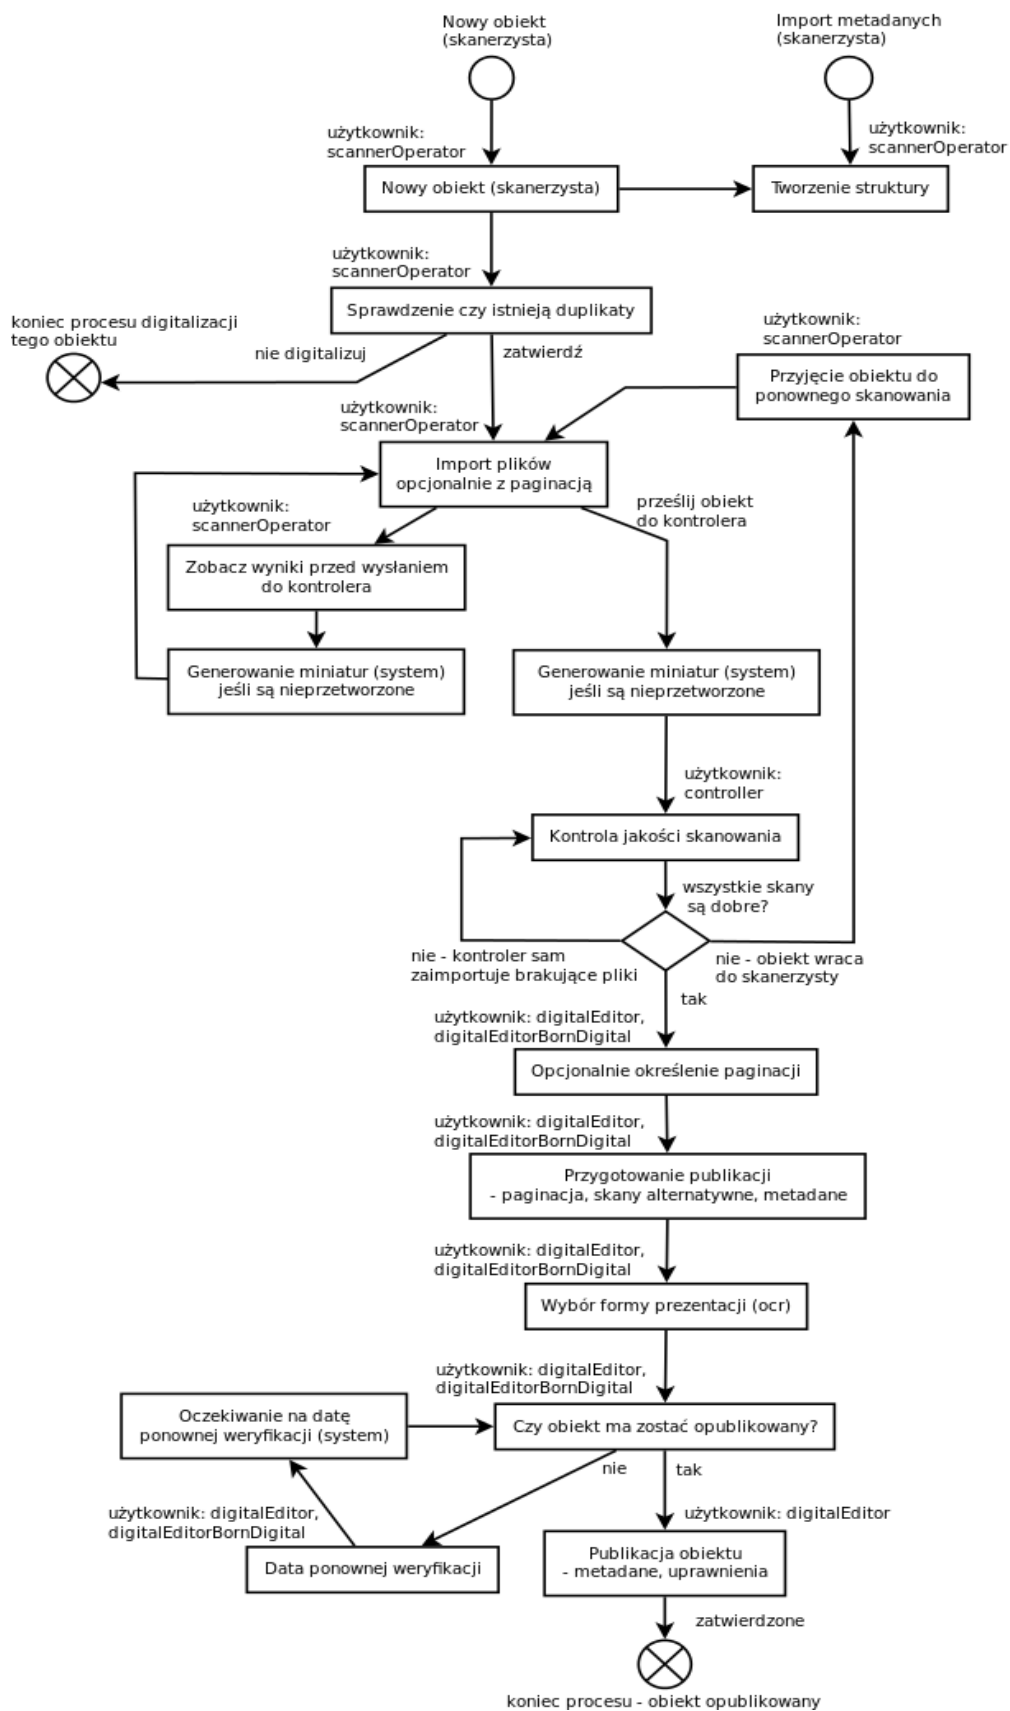 Nowy obiekt
(skanerzysta)
Import metadanych
(skanerzysta)
użytkownik:
scannerOperator
użytkownik:
scannerOperator
Nowy obiekt (skanerzysta)
Tworzenie struktury
użytkownik:
scannerOperator
Sprawdzenie czy istnieją duplikaty
koniec procesu digitalizacji
tego obiektu
nie digitalizuj
zatwierdź
użytkownik:
scannerOperator
Przyjęcie obiektu do
ponownego skanowania
użytkownik:
scannerOperator
Import plików
opcjonalnie z paginacją
użytkownik:
scannerOperator
prześlij obiekt
do kontrolera
Zobacz wyniki przed wysłaniem
do kontrolera
Generowanie miniatur (system)
jeśli są nieprzetworzone
Generowanie miniatur (system)
jeśli są nieprzetworzone
użytkownik:
controller
Kontrola jakości skanowania
wszystkie skany
są dobre?
nie - kontroler sam
zaimportuje brakujące pliki
nie - obiekt wraca
do skanerzysty
tak
użytkownik: digitalEditor,
digitalEditorBornDigital
Opcjonalnie określenie paginacji
użytkownik: digitalEditor,
digitalEditorBornDigital
Przygotowanie publikacji
- paginacja, skany alternatywne, metadane
użytkownik: digitalEditor,
digitalEditorBornDigital
Wybór formy prezentacji (ocr)
użytkownik: digitalEditor,
digitalEditorBornDigital
Oczekiwanie na datę
ponownej weryfikacji (system)
Czy obiekt ma zostać opublikowany?
nie
tak
użytkownik: digitalEditor,
digitalEditorBornDigital
użytkownik: digitalEditor
Data ponownej weryfikacji
Publikacja obiektu
- metadane, uprawnienia
zatwierdzone
koniec procesu - obiekt opublikowany